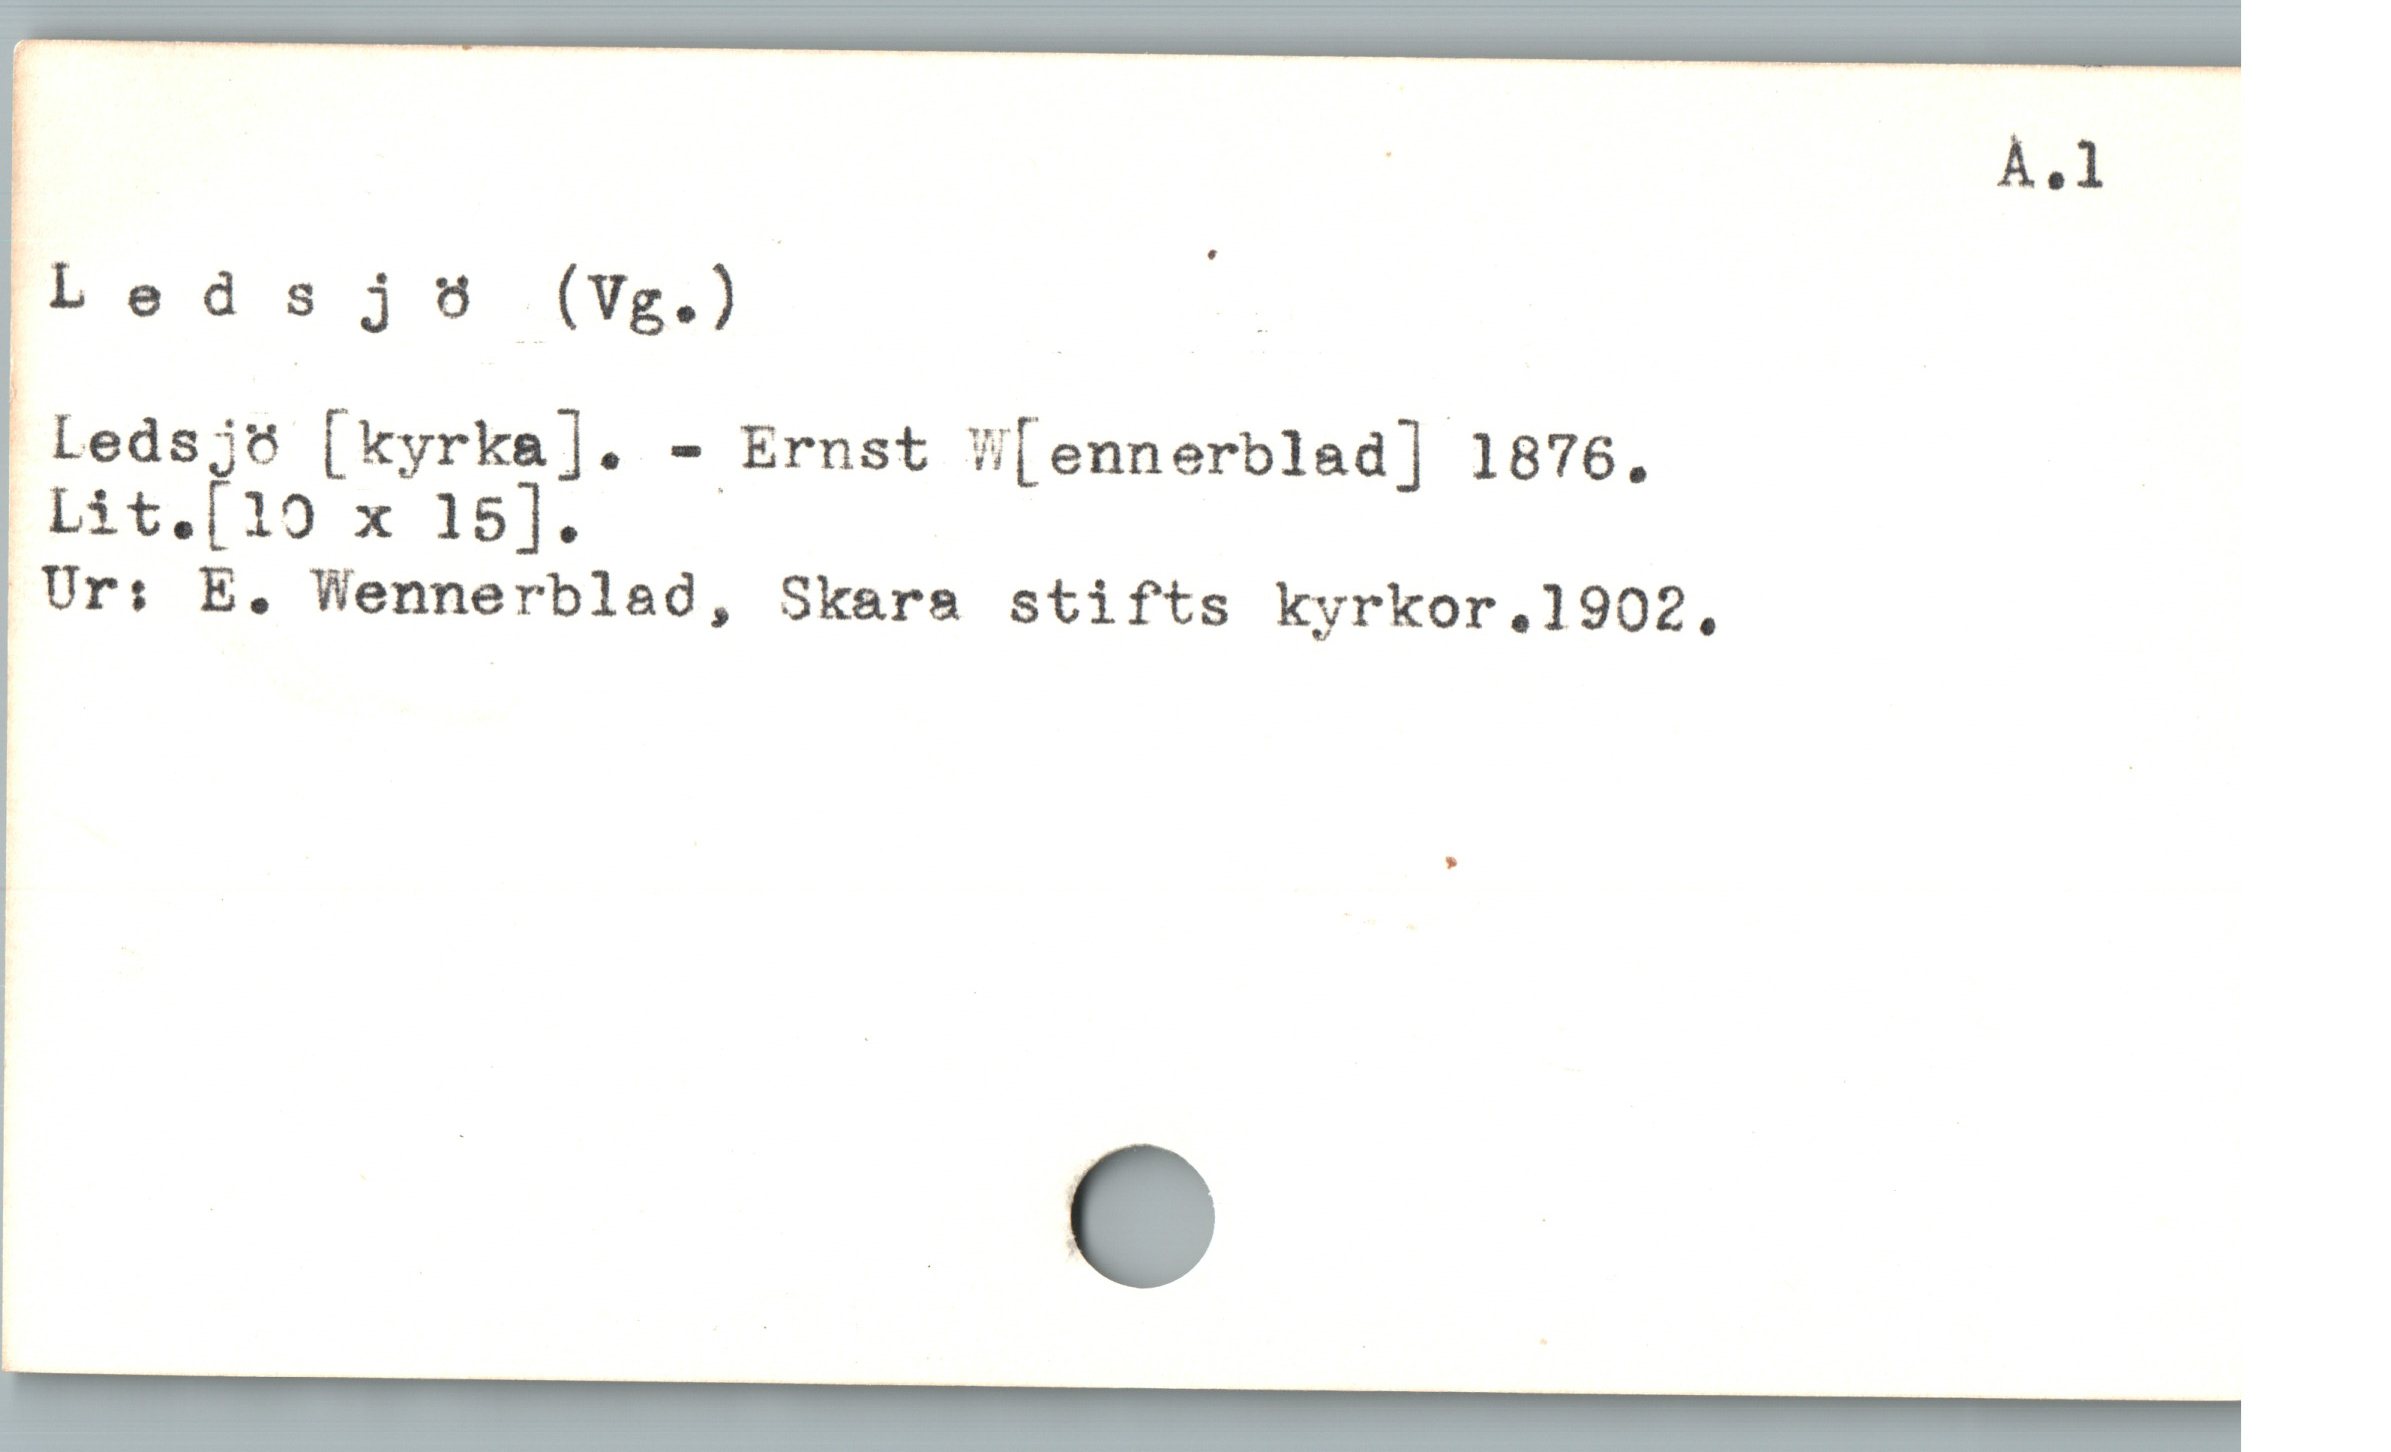 A.1
L e d s j ö (Vg.)
Ledsjö [kyrka]. - Ernst W[ennerblad] 1876.
Lit.[10 x 15].
Ur: E. Wennerblad, Skara stifts kyrkor.1902.